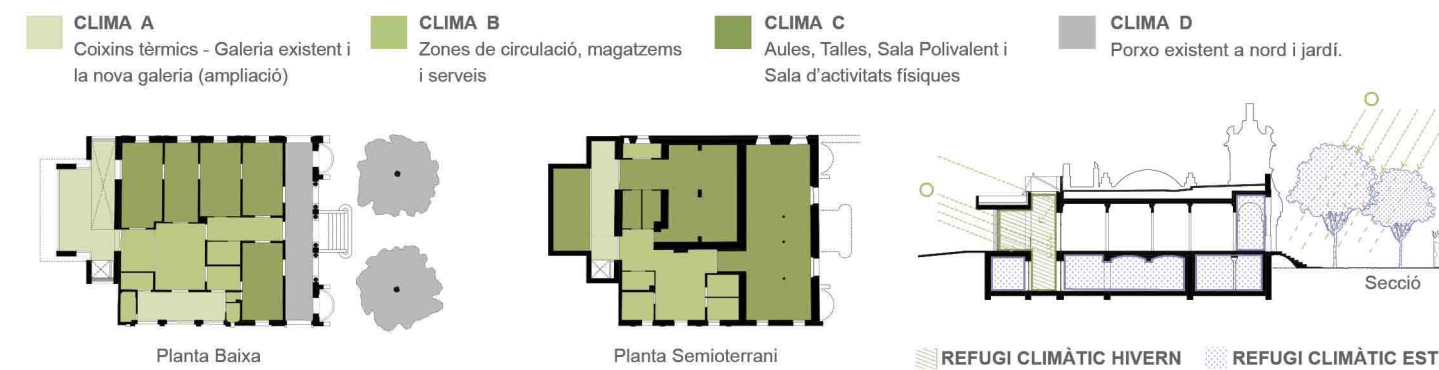 CLIMA A
Coixins tèrmics - Galeria existent i
la nova galeria (ampliació)
CLIMA B
Zones de circulació, magatzems
i serveis
CLIMA C
Aules, Talles, Sala Polivalent i
Sala d'activitats físiques
CLIMA D
Porxo existent a nord i jardí.
Planta Baixa
Planta Semioterrani
Secció
REFUGI CLIMÀTIC HIVERN
REFUGI CLIMÀTIC EST